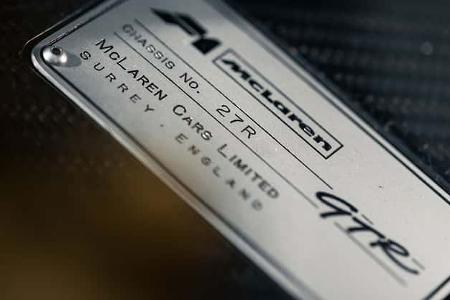 F1
McLaren
CHASSIS NO. 27R
MCLAREN CARS LIMITED
SURREY · ENGLAND
GTR